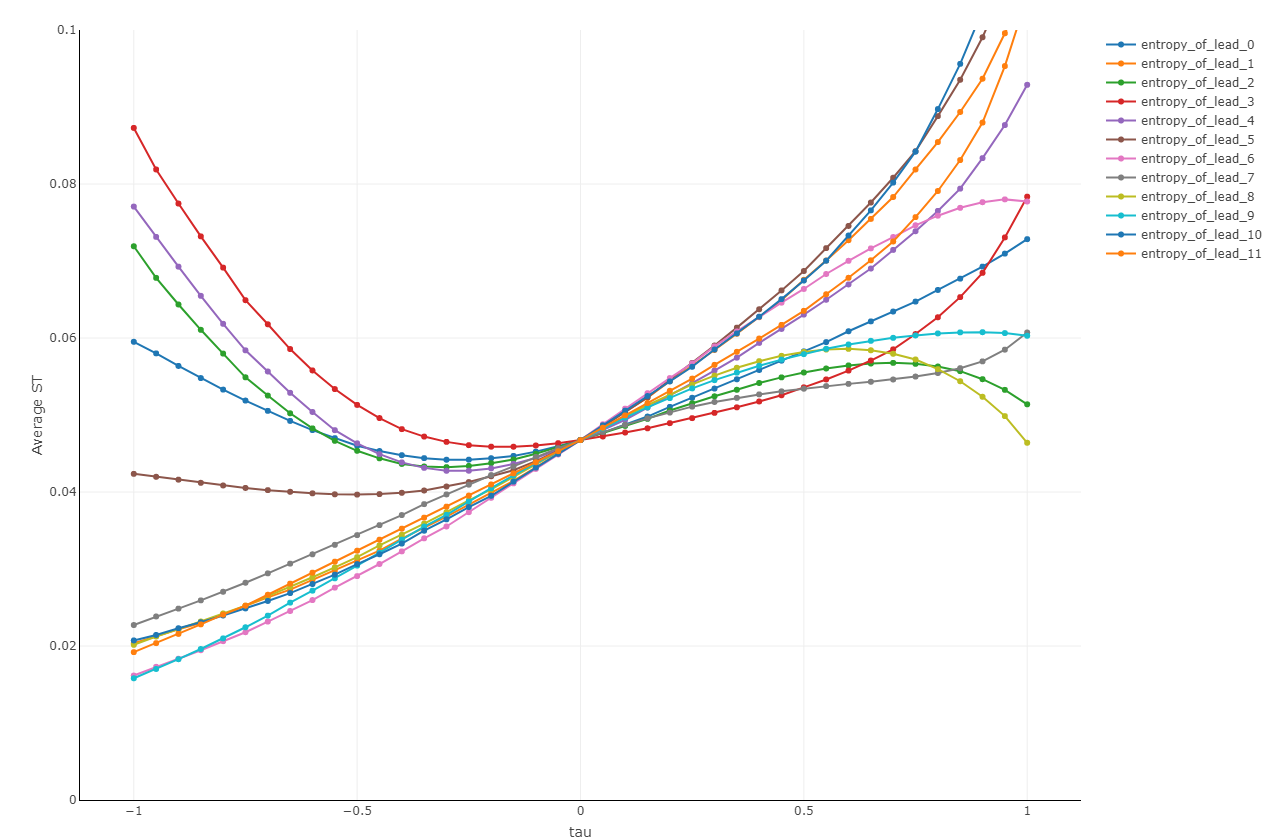 0.1
0.08
0.06
0.04
0.02
0
Average ST
−1
−0.5
0
0.5
1
tau
entropy_of_lead_0
entropy_of_lead_1
entropy_of_lead_2
entropy_of_lead_3
entropy_of_lead_4
entropy_of_lead_5
entropy_of_lead_6
entropy_of_lead_7
entropy_of_lead_8
entropy_of_lead_9
entropy_of_lead_10
entropy_of_lead_11